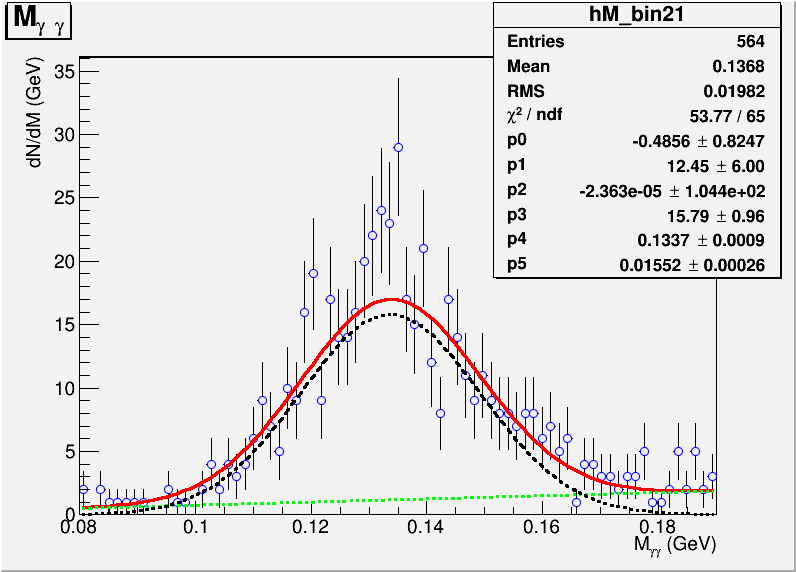 M γ γ
hM_bin21
Entries 564
Mean 0.1368
RMS 0.01982
χ² / ndf 53.77 / 65
p0 -0.4856 ± 0.8247
p1 12.45 ± 6.00
p2 -2.363e-05 ± 1.044e+02
p3 15.79 ± 0.96
p4 0.1337 ± 0.0009
p5 0.01552 ± 0.00026
dN/dM (GeV)
35
30
25
20
15
10
5
0
0.08 0.1 0.12 0.14 0.16 0.18
Mγγ (GeV)